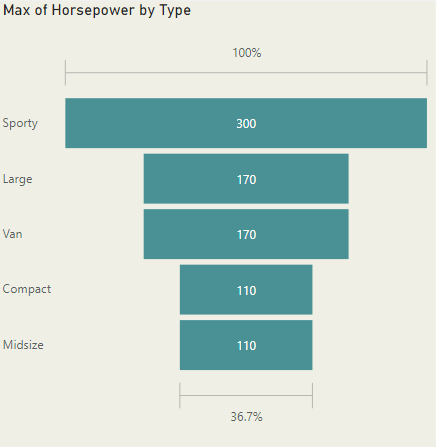 Max of Horsepower by Type
100%
Sporty 300
Large 170
Van 170
Compact 110
Midsize 110
36.7%